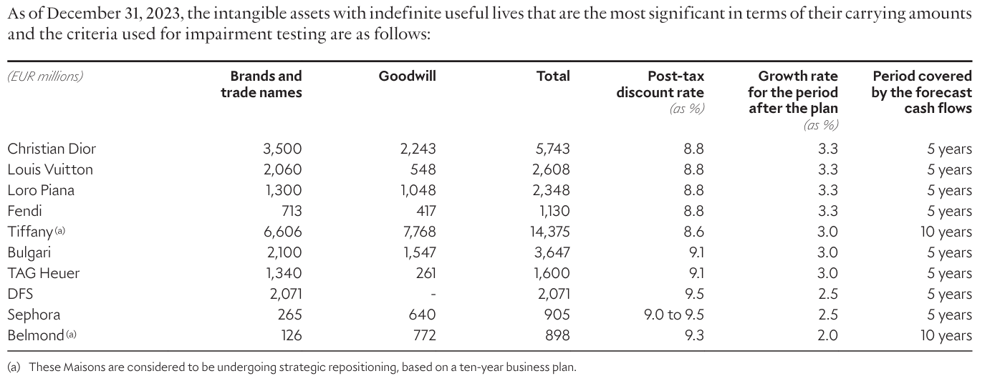 As of December 31, 2023, the intangible assets with indefinite useful lives that are the most significant in terms of their carrying amounts
and the criteria used for impairment testing are as follows:
(EUR millions) Brands and trade names Goodwill Total Post-tax discount rate (as %) Growth rate for the period after the plan (as %) Period covered by the forecast cash flows
Christian Dior 3,500 2,243 5,743 8.8 3.3 5 years
Louis Vuitton 2,060 548 2,608 8.8 3.3 5 years
Loro Piana 1,300 1,048 2,348 8.8 3.3 5 years
Fendi 713 417 1,130 8.8 3.3 5 years
Tiffany (a) 6,606 7,768 14,375 8.6 3.0 10 years
Bulgari 2,100 1,547 3,647 9.1 3.0 5 years
TAG Heuer 1,340 261 1,600 9.1 3.0 5 years
DFS 2,071 - 2,071 9.5 2.5 5 years
Sephora 265 640 905 9.0 to 9.5 2.5 5 years
Belmond (a) 126 772 898 9.3 2.0 10 years
(a) These Maisons are considered to be undergoing strategic repositioning, based on a ten-year business plan.